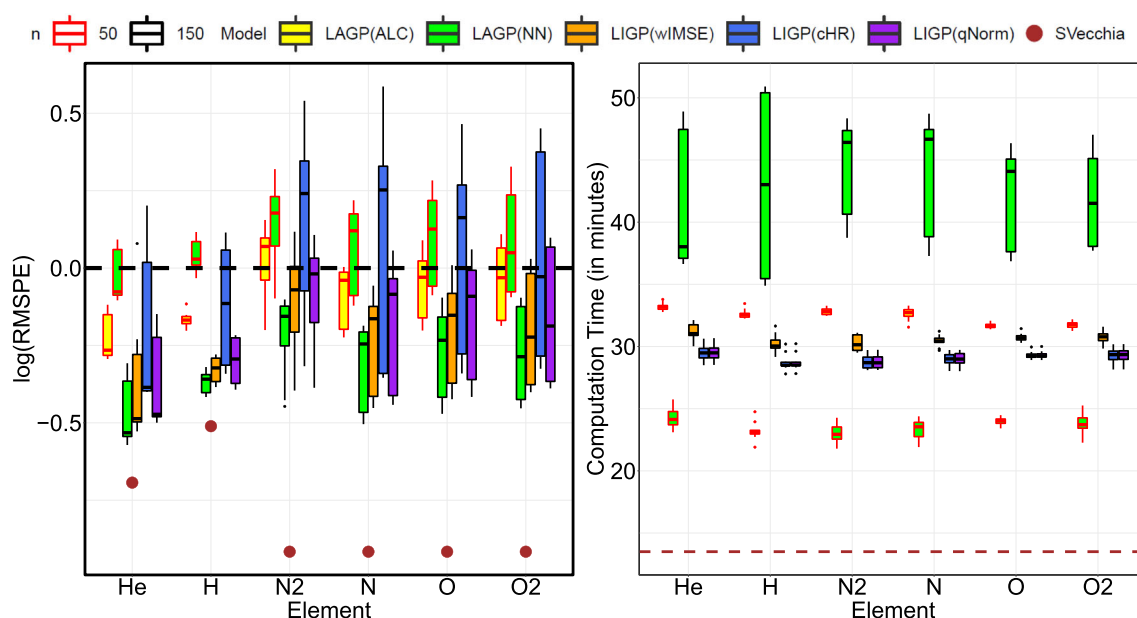 n 50 150 Model LAGP(ALC) LAGP(NN) LIGP(wIMSE) LIGP(cHR) LIGP(qNorm) SVecchia
log(RMSPE)
0.5
0.0
−0.5
He H N2 N O O2
Element
Computation Time (in minutes)
50
40
30
20
He H N2 N O O2
Element